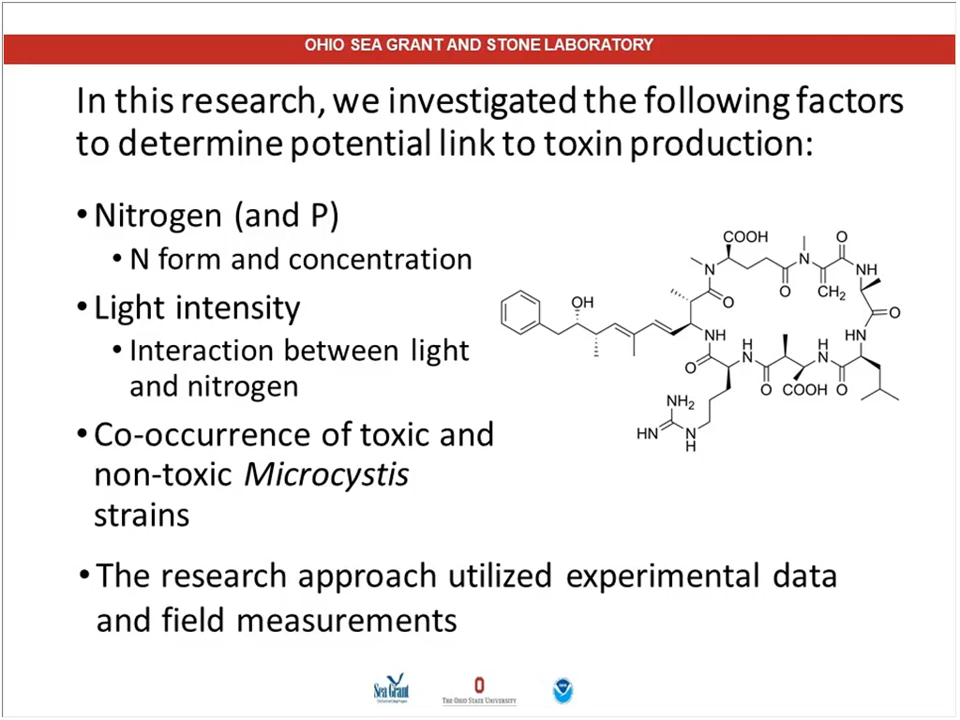 OHIO SEA GRANT AND STONE LABORATORY
In this research, we investigated the following factors
to determine potential link to toxin production:
• Nitrogen (and P)
• N form and concentration
• Light intensity
• Interaction between light
and nitrogen
• Co-occurrence of toxic and
non-toxic Microcystis
strains
• The research approach utilized experimental data
and field measurements
COOH
O
N
N
NH
O
O
CH2
OH
O
NH
HN
O
H
N
H
N
O
O
COOH
O
NH2
HN
N
H
Sea Grant
THE OHIO STATE UNIVERSITY